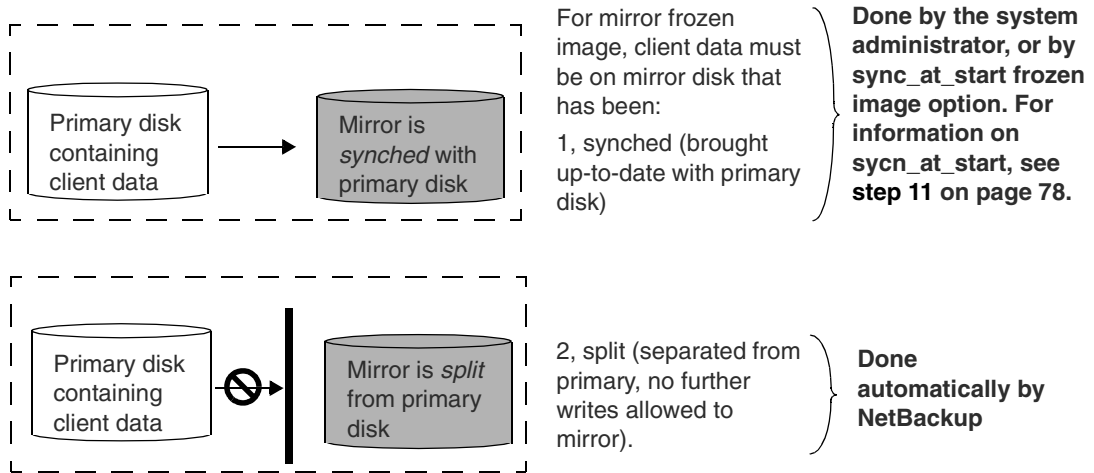 Primary disk
containing
client data
Mirror is
synched with
primary disk
For mirror frozen
image, client data must
be on mirror disk that
has been:
1, synched (brought
up-to-date with primary
disk)
Done by the system
administrator, or by
sync_at_start frozen
image option. For
information on
sycn_at_start, see
step 11 on page 78.
Primary disk
containing
client data
Mirror is split
from primary
disk
2, split (separated from
primary, no further
writes allowed to
mirror).
Done
automatically by
NetBackup